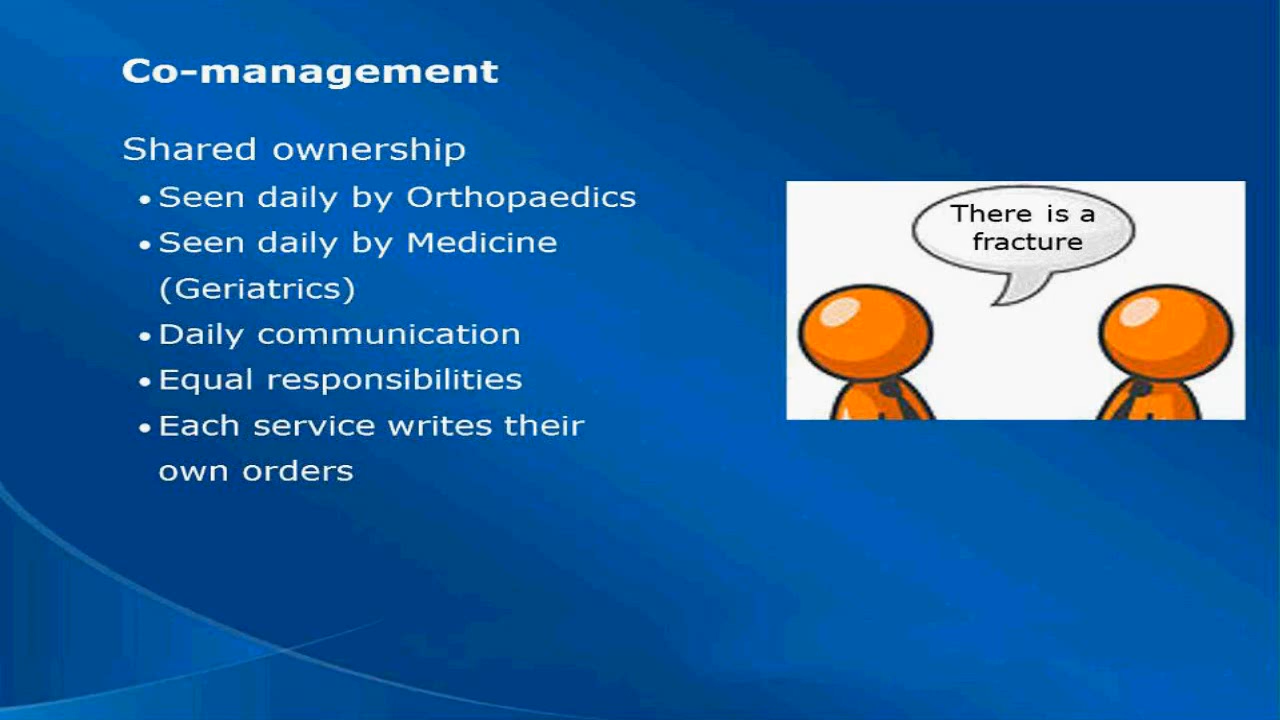 Co-management
Shared ownership
• Seen daily by Orthopaedics
• Seen daily by Medicine
(Geriatrics)
• Daily communication
• Equal responsibilities
• Each service writes their
own orders
There is a
fracture